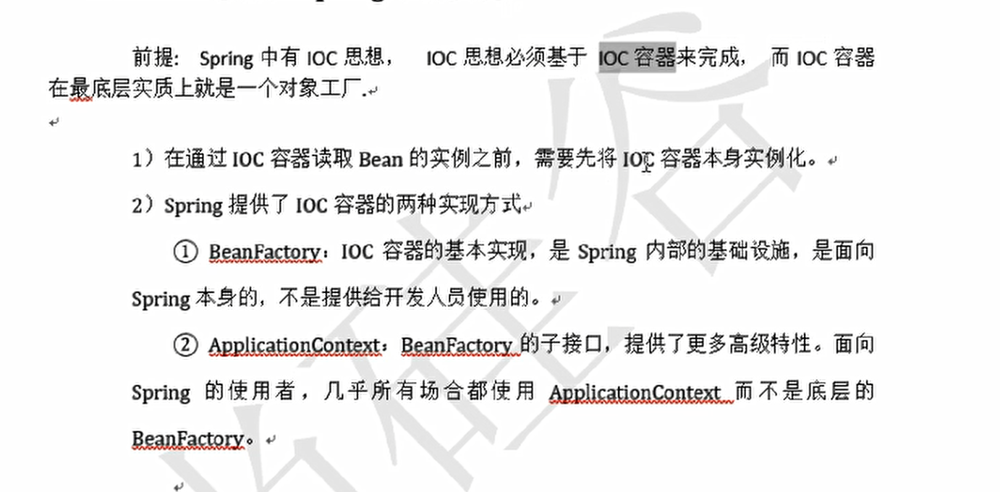 前提: Spring 中有 IOC 思想， IOC 思想必须基于 IOC 容器来完成， 而 IOC 容器
在最底层实质上就是一个对象工厂.
1）在通过 IOC 容器读取 Bean 的实例之前，需要先将 IOC 容器本身实例化。
2）Spring 提供了 IOC 容器的两种实现方式
① BeanFactory：IOC 容器的基本实现，是 Spring 内部的基础设施，是面向
Spring 本身的，不是提供给开发人员使用的。
② ApplicationContext：BeanFactory 的子接口，提供了更多高级特性。面向
Spring 的使用者，几乎所有场合都使用 ApplicationContext 而不是底层的
BeanFactory。